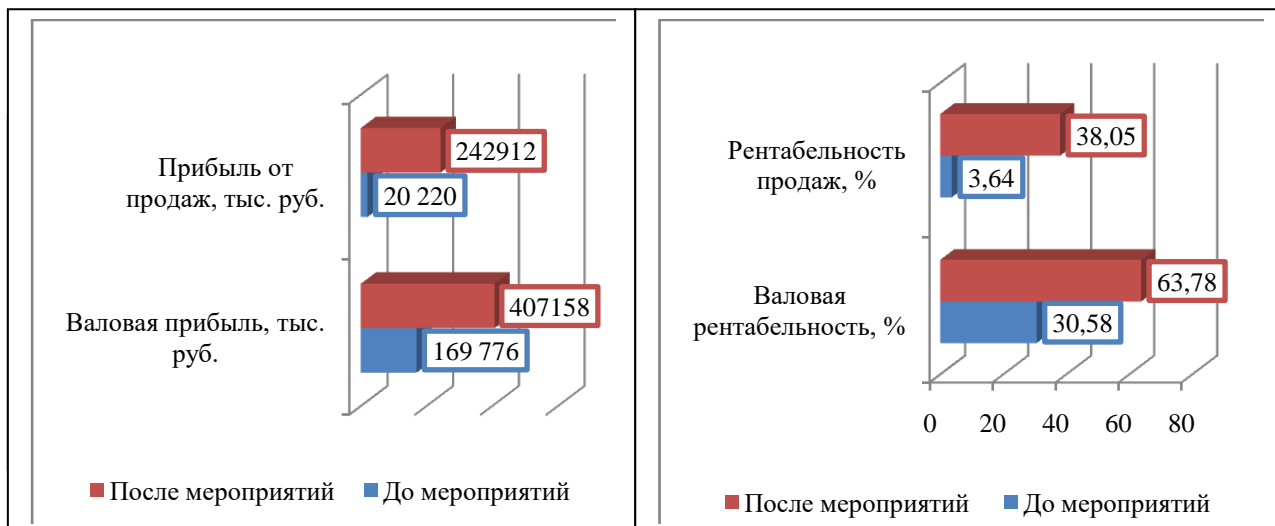 Прибыль от
продаж, тыс. руб.
242912
20 220
Валовая прибыль, тыс.
руб.
407158
169 776
После мероприятий До мероприятий
Рентабельность
продаж, %
38,05
3,64
Валовая
рентабельность, %
63,78
30,58
0 20 40 60 80
После мероприятий До мероприятий